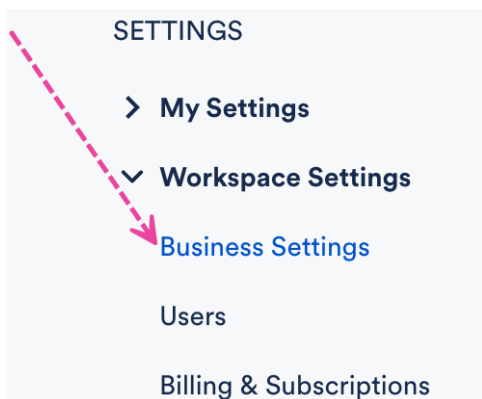 SETTINGS
My Settings
Workspace Settings
Business Settings
Users
Billing & Subscriptions